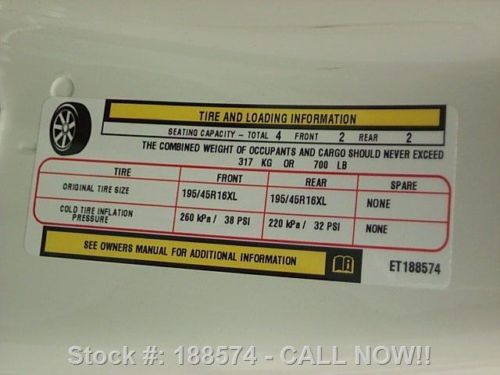 TIRE AND LOADING INFORMATION
SEATING CAPACITY - TOTAL 4 FRONT 2 REAR 2
THE COMBINED WEIGHT OF OCCUPANTS AND CARGO SHOULD NEVER EXCEED
317 KG OR 700 LB
TIRE FRONT REAR SPARE
ORIGINAL TIRE SIZE 195/45R16XL 195/45R16XL NONE
COLD TIRE INFLATION PRESSURE 260 kPa / 38 PSI 220 kPa / 32 PSI NONE
SEE OWNERS MANUAL FOR ADDITIONAL INFORMATION
ET188574
Stock #: 188574 - CALL NOW!!